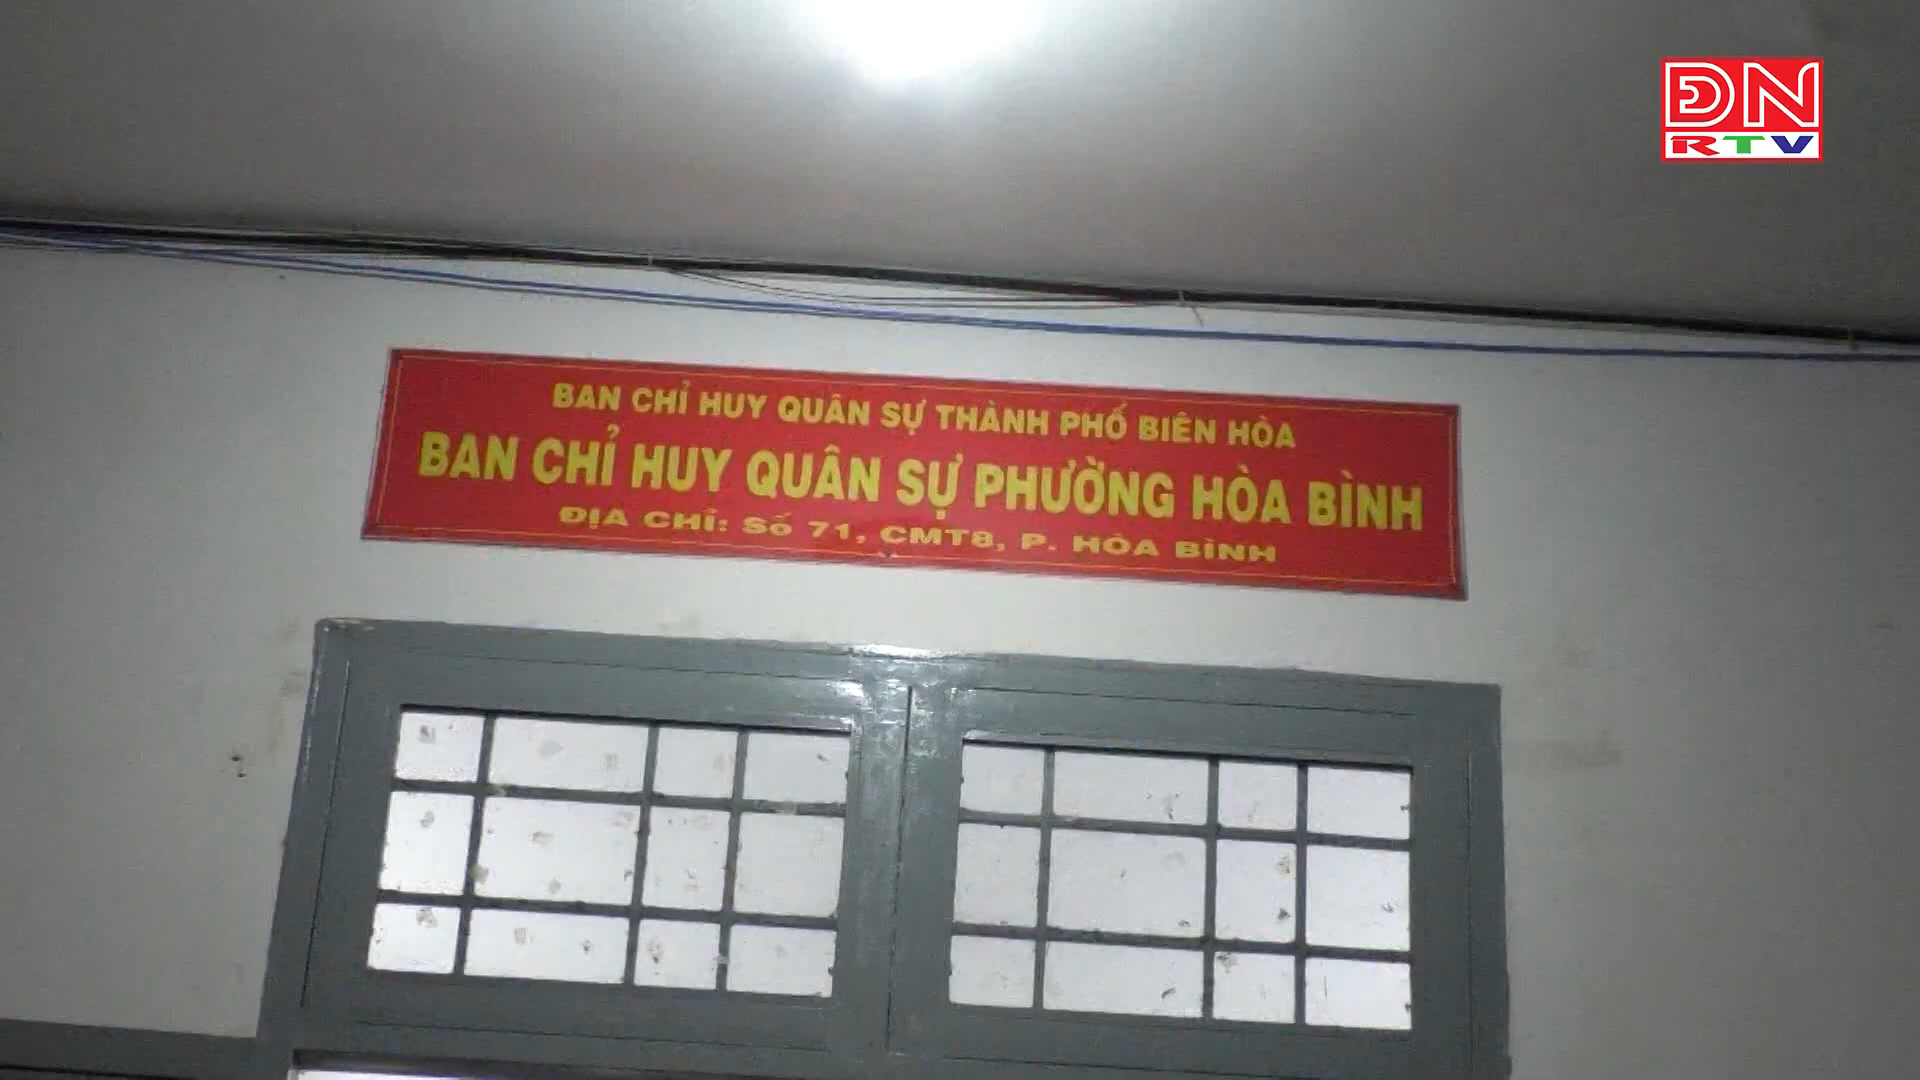 ĐN
RTV
BAN CHỈ HUY QUÂN SỰ THÀNH PHỐ BIÊN HÒA
BAN CHỈ HUY QUÂN SỰ PHƯỜNG HÒA BÌNH
ĐỊA CHỈ: Số 71, CMT8, P. HÒA BÌNH